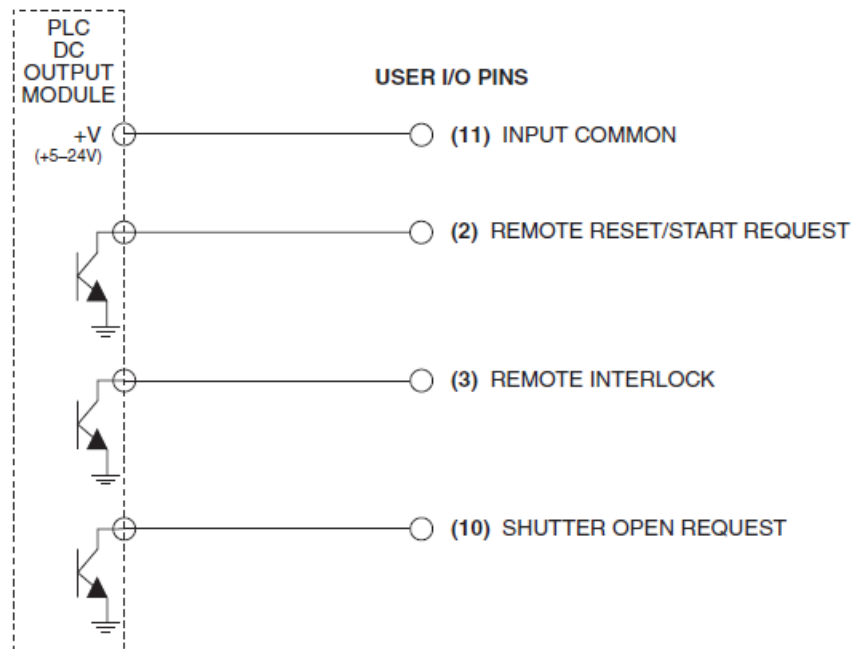 PLC
DC
OUTPUT
MODULE
USER I/O PINS
+V
(+5–24V)
(11) INPUT COMMON
(2) REMOTE RESET/START REQUEST
(3) REMOTE INTERLOCK
(10) SHUTTER OPEN REQUEST